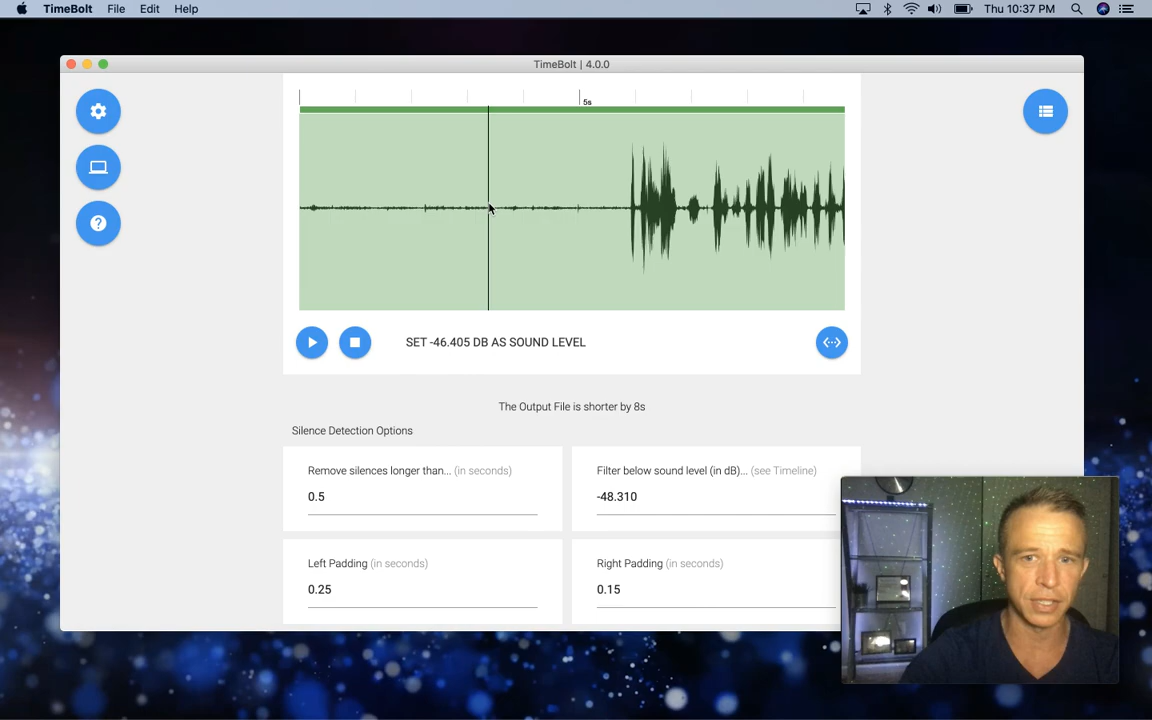 TimeBolt File Edit Help Thu 10:37 PM
TimeBolt | 4.0.0
5s
SET -46.405 DB AS SOUND LEVEL
The Output File is shorter by 8s
Silence Detection Options
Remove silences longer than... (in seconds)
Filter below sound level (in dB)... (see Timeline)
0.5
-48.310
Left Padding (in seconds)
Right Padding (in seconds)
0.25
0.15